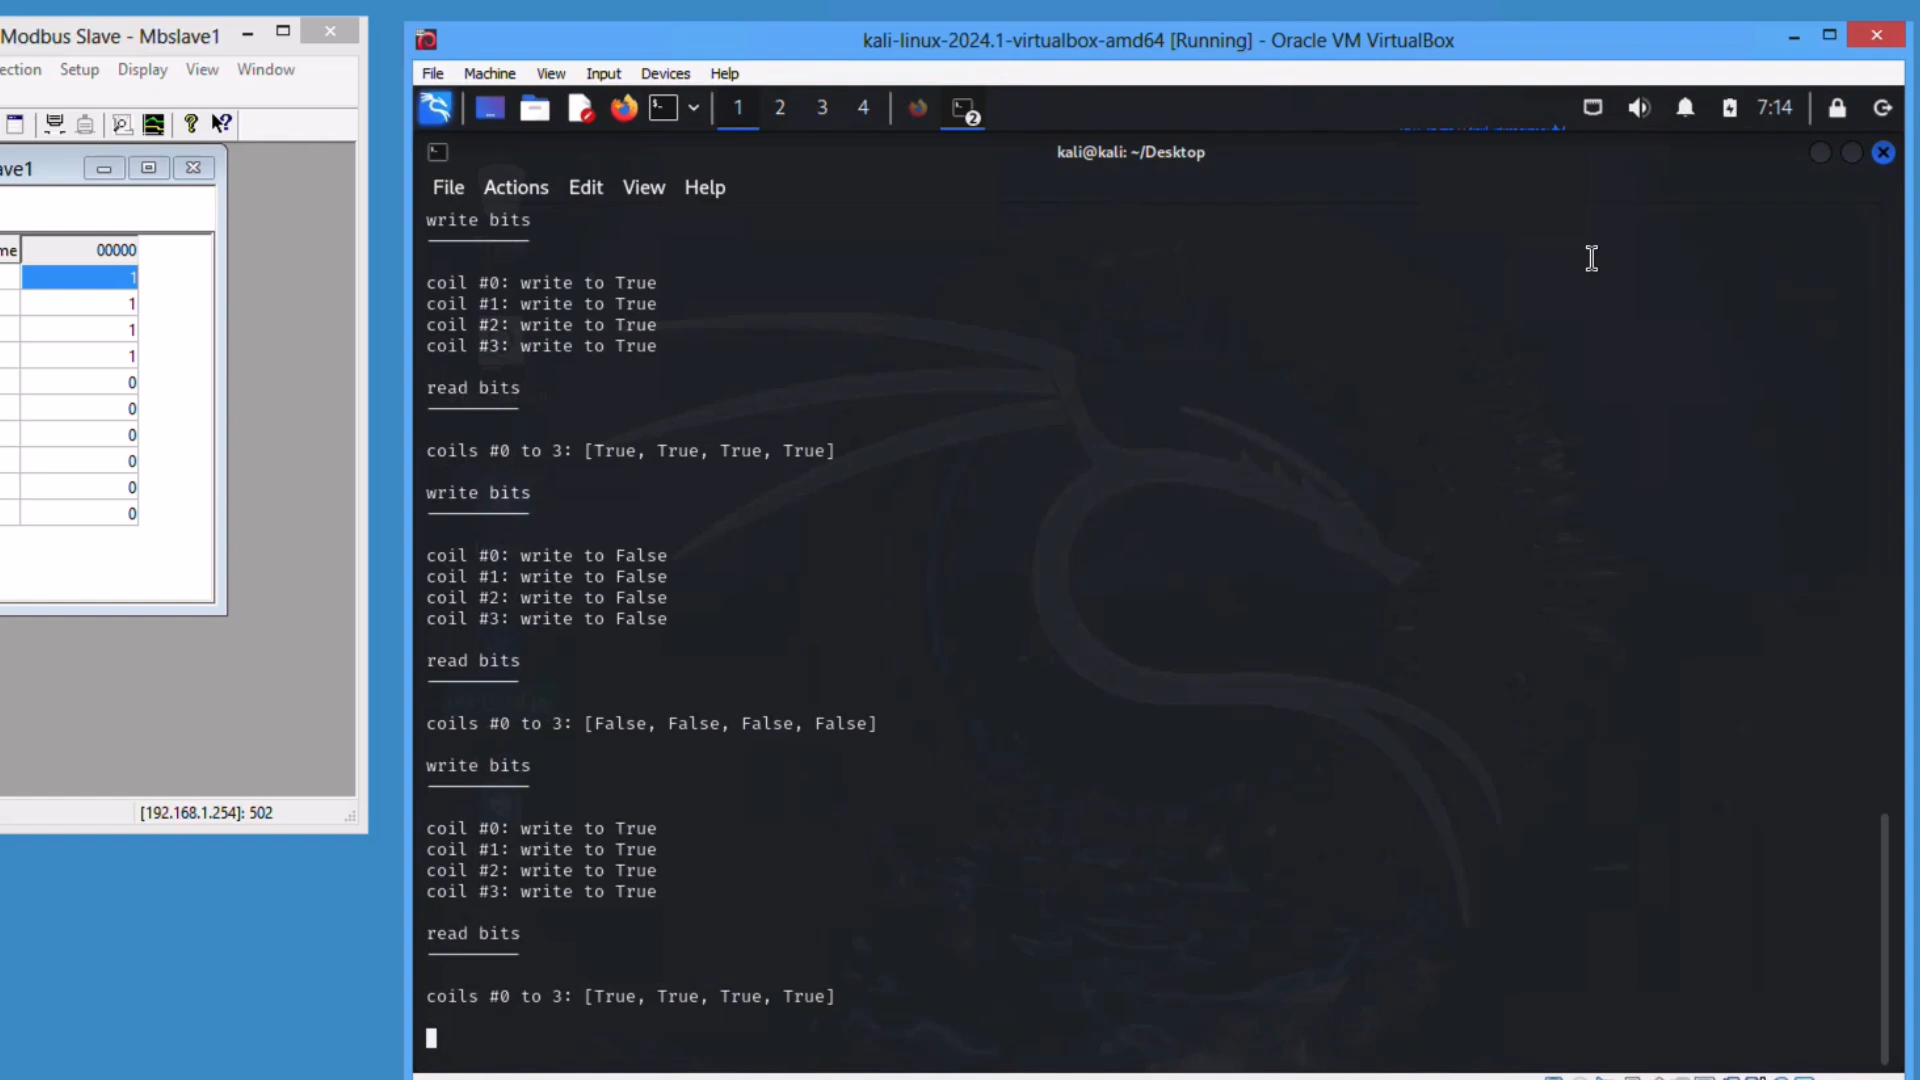 Modbus Slave - Mbslave1
ection Setup Display View Window
ave1
me 00000
1
1
1
1
0
0
0
0
0
0
[192.168.1.254]: 502
kali-linux-2024.1-virtualbox-amd64 [Running] - Oracle VM VirtualBox
File Machine View Input Devices Help
1 2 3 4 2 7:14
kali@kali: ~/Desktop
File Actions Edit View Help
write bits
coil #0: write to True
coil #1: write to True
coil #2: write to True
coil #3: write to True
read bits
coils #0 to 3: [True, True, True, True]
write bits
coil #0: write to False
coil #1: write to False
coil #2: write to False
coil #3: write to False
read bits
coils #0 to 3: [False, False, False, False]
write bits
coil #0: write to True
coil #1: write to True
coil #2: write to True
coil #3: write to True
read bits
coils #0 to 3: [True, True, True, True]